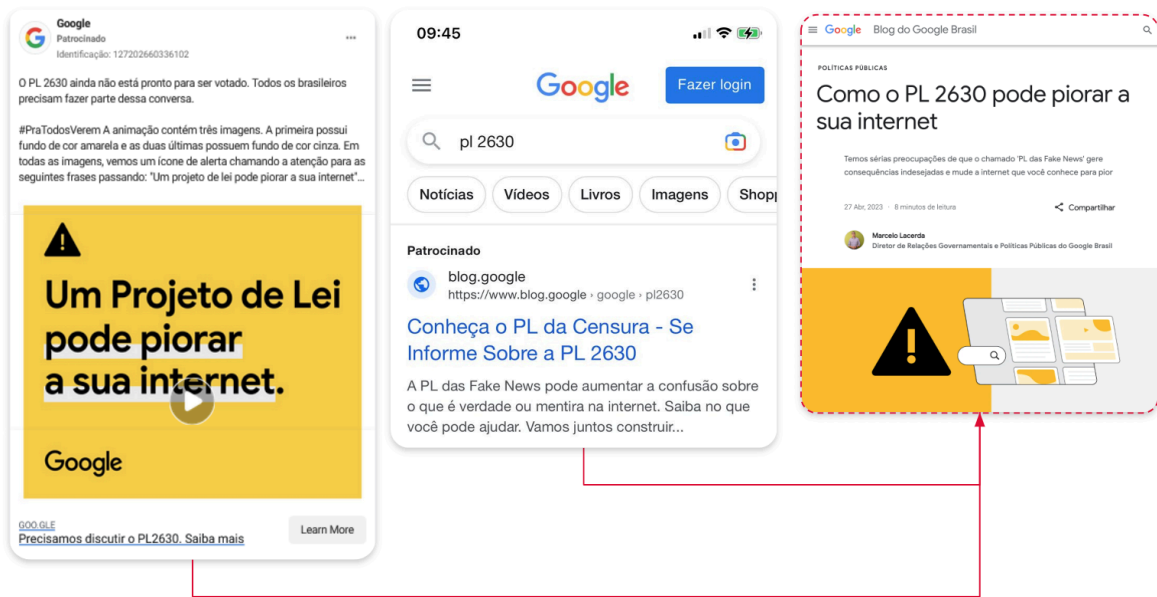 Google
Patrocinado
Identificação: 127202660336102
O PL 2630 ainda não está pronto para ser votado. Todos os brasileiros
precisam fazer parte dessa conversa.
#PraTodosVerem A animação contém três imagens. A primeira possui
fundo de cor amarela e as duas últimas possuem fundo de cor cinza. Em
todas as imagens, vemos um ícone de alerta chamando a atenção para as
seguintes frases passando: "Um projeto de lei pode piorar a sua internet"...
Um Projeto de Lei
pode piorar
a sua internet.
Google
GOO.GLE
Precisamos discutir o PL2630. Saiba mais
Learn More
09:45
Google
Fazer login
pl 2630
Notícias
Vídeos
Livros
Imagens
Shopp
Patrocinado
blog.google
https://www.blog.google › google › pl2630
Conheça o PL da Censura - Se
Informe Sobre a PL 2630
A PL das Fake News pode aumentar a confusão sobre
o que é verdade ou mentira na internet. Saiba no que
você pode ajudar. Vamos juntos construir...
Google Blog do Google Brasil
POLÍTICAS PÚBLICAS
Como o PL 2630 pode piorar a
sua internet
Temos sérias preocupações de que o chamado 'PL das Fake News' gere
consequências indesejadas e mude a internet que você conhece para pior
27 Abr, 2023 · 8 minutos de leitura
Compartilhar
Marcelo Lacerda
Diretor de Relações Governamentais e Políticas Públicas do Google Brasil